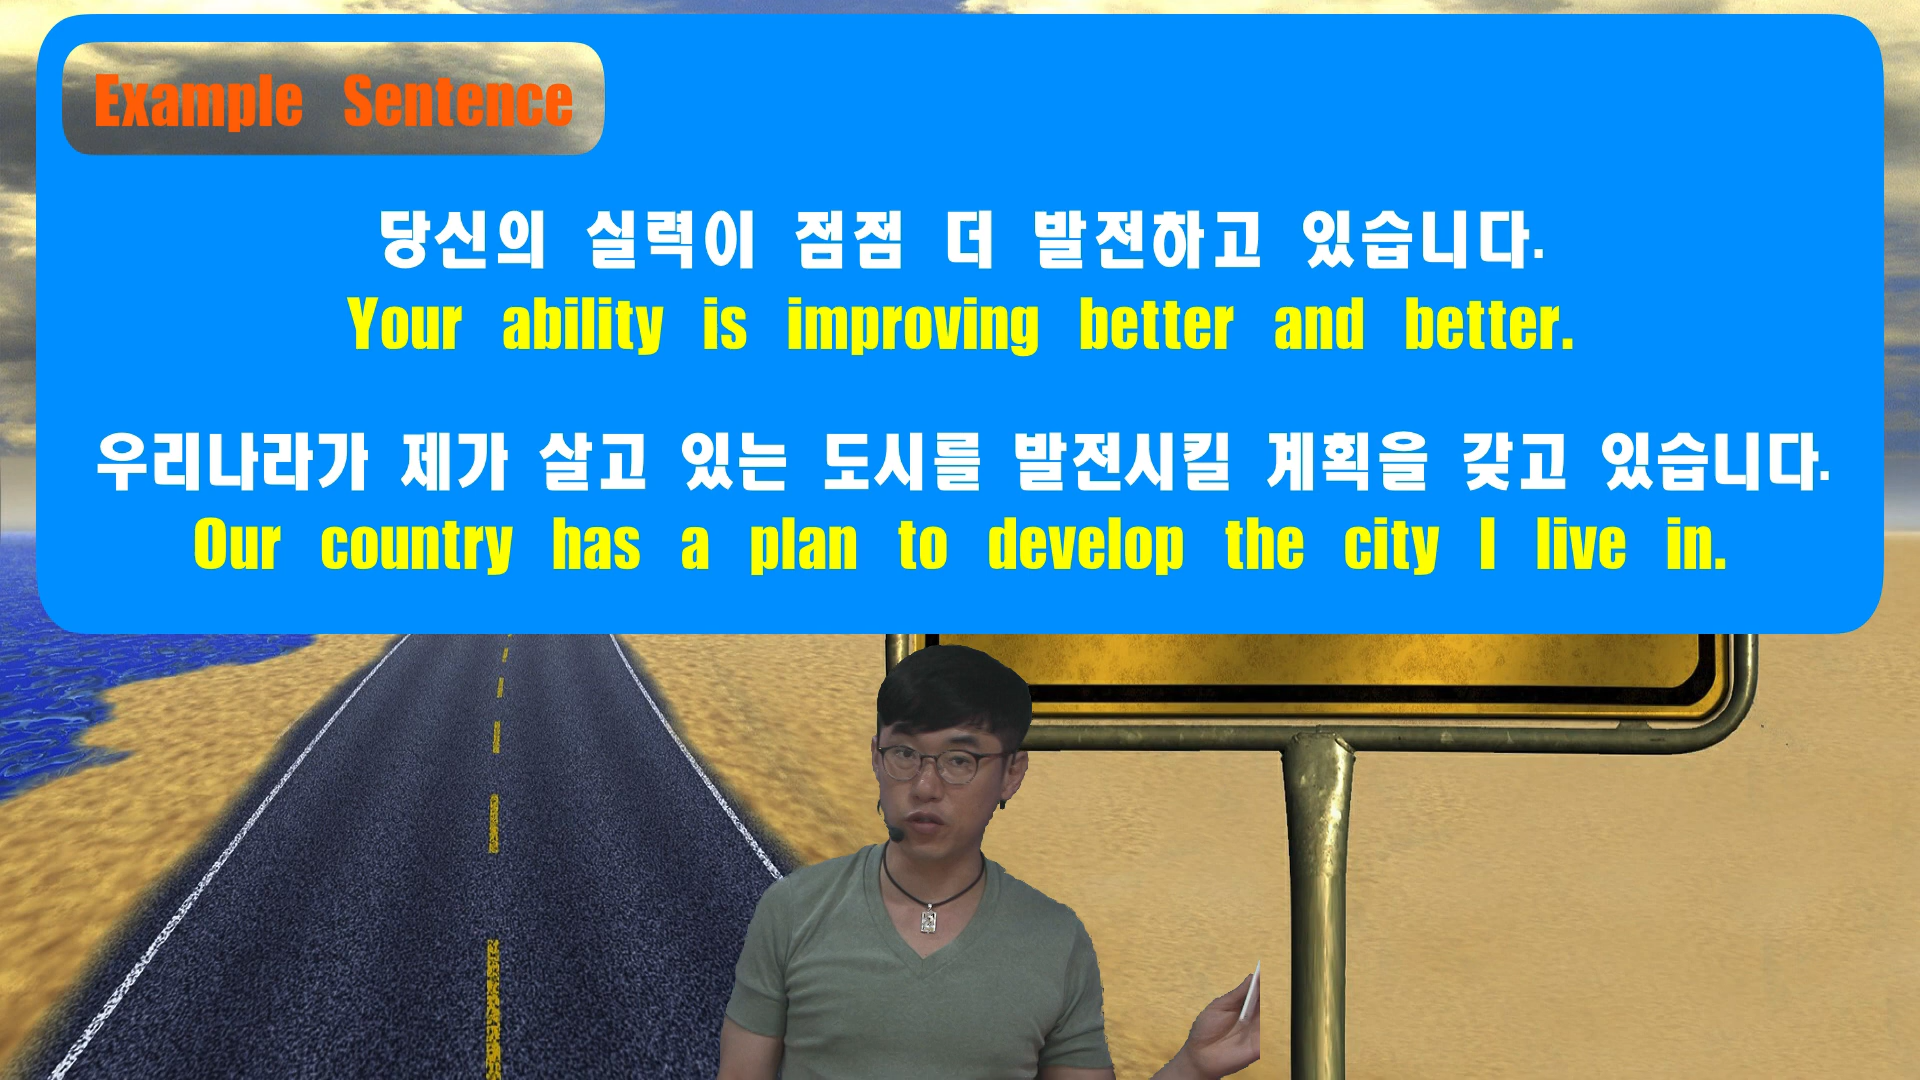 Example Sentence
당신의 실력이 점점 더 발전하고 있습니다.
Your ability is improving better and better.
우리나라가 제가 살고 있는 도시를 발전시킬 계획을 갖고 있습니다.
Our country has a plan to develop the city I live in.